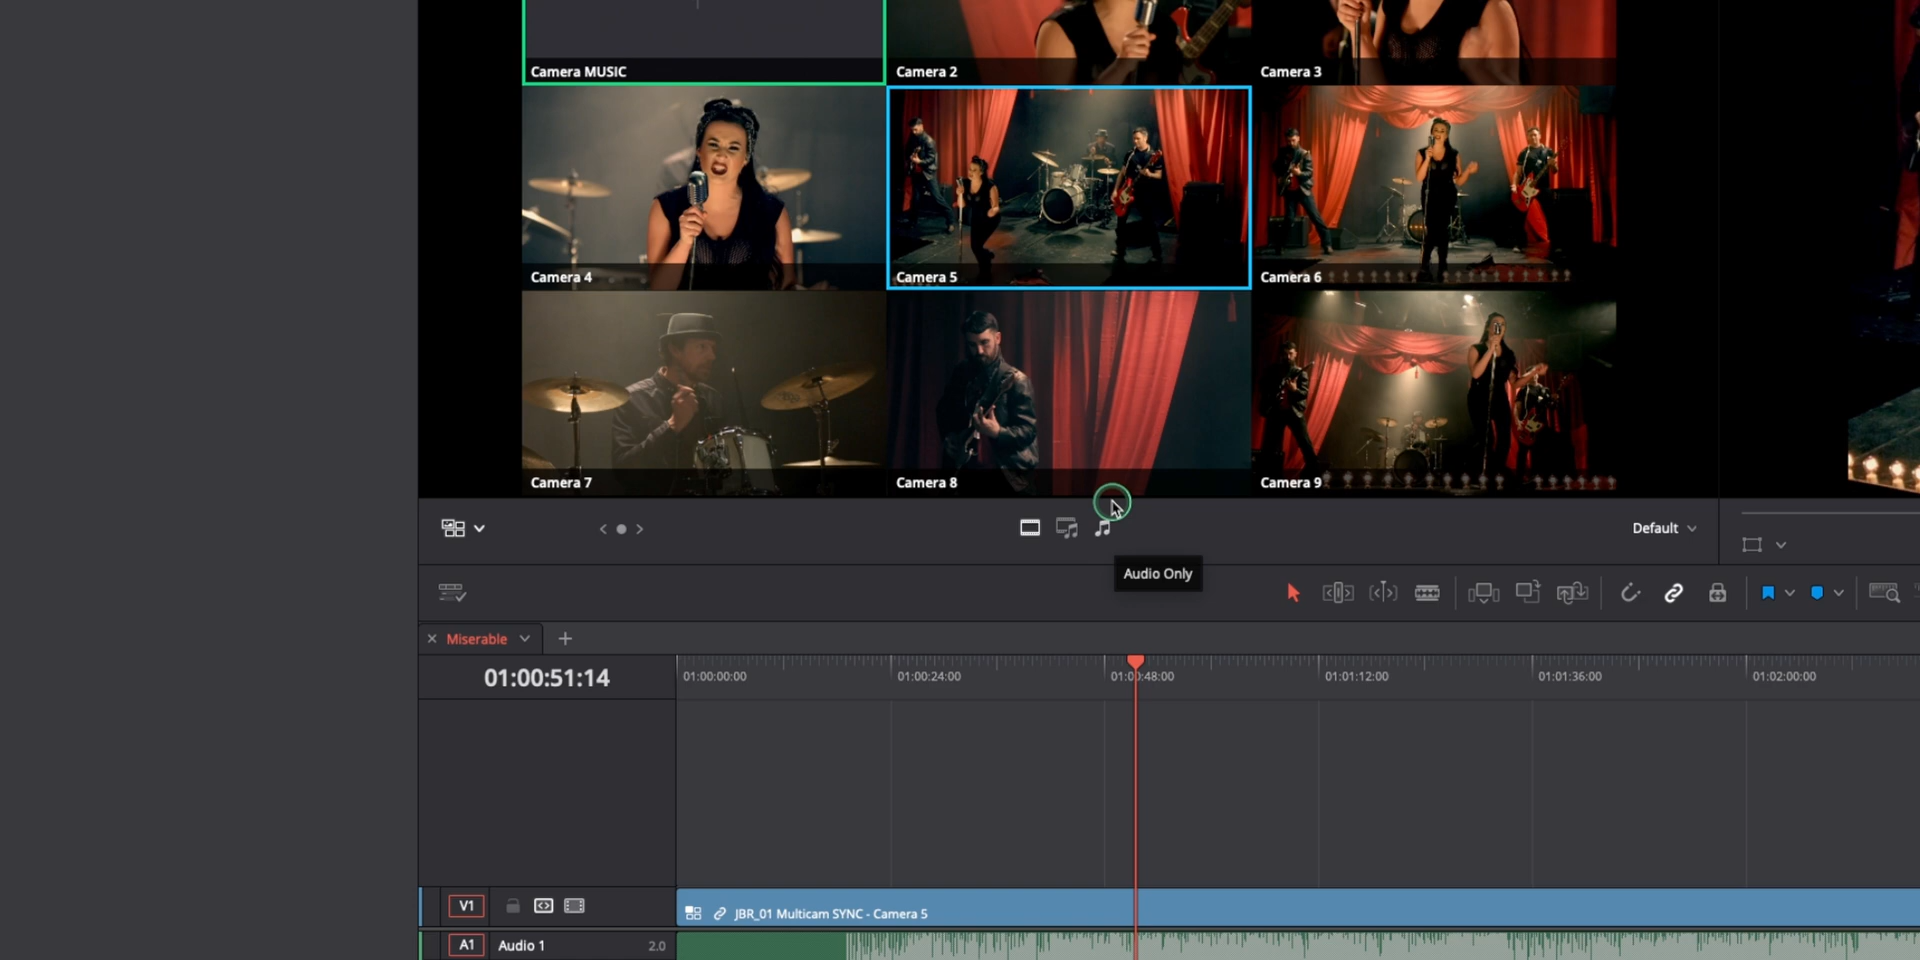 Camera MUSIC
Camera 2
Camera 3
Camera 4
Camera 5
Camera 6
Camera 7
Camera 8
Camera 9
Default
Audio Only
Miserable
01:00:51:14
01:00:00:00
01:00:24:00
01:00:48:00
01:01:12:00
01:01:36:00
01:02:00:00
V1
JBR_01 Multicam SYNC - Camera 5
A1 Audio 1 2.0